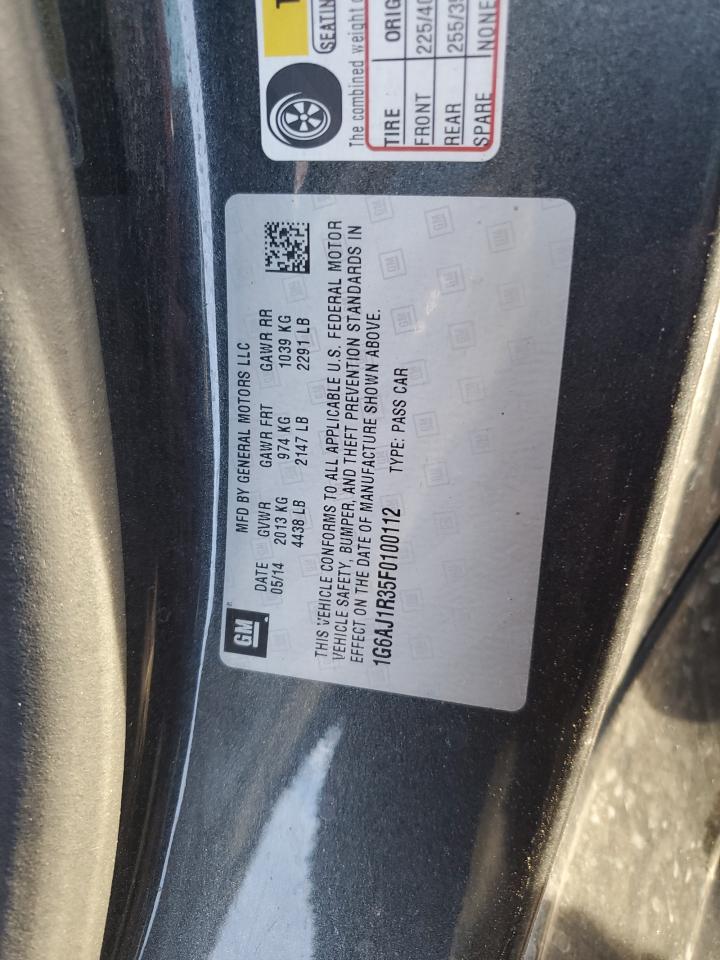 T
SEATIN
The combined weight o
TIRE ORIG
FRONT 225/40
REAR 255/35
SPARE NONE
GM
MFD BY GENERAL MOTORS LLC
DATE GVWR GAWR FRT GAWR RR
05/14 2013 KG 974 KG 1039 KG
4438 LB 2147 LB 2291 LB
THIS VEHICLE CONFORMS TO ALL APPLICABLE U.S. FEDERAL MOTOR
VEHICLE SAFETY, BUMPER, AND THEFT PREVENTION STANDARDS IN
EFFECT ON THE DATE OF MANUFACTURE SHOWN ABOVE.
1G6AJ1R35F0100112 TYPE: PASS CAR